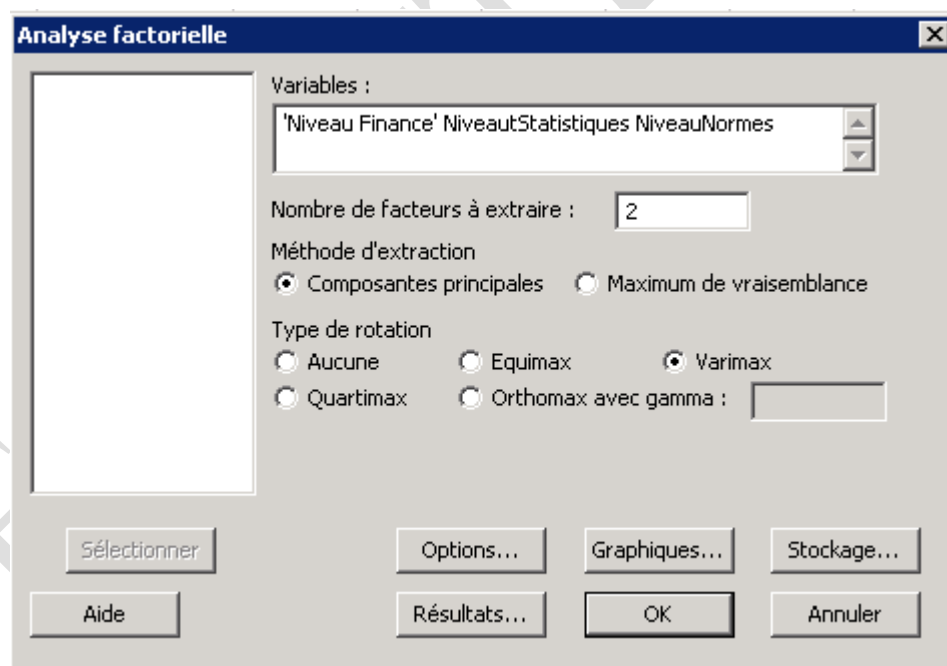 Analyse factorielle
Variables :
'Niveau Finance' NiveautStatistiques NiveauNormes
Nombre de facteurs à extraire : 2
Méthode d'extraction
Composantes principales Maximum de vraisemblance
Type de rotation
Aucune Equimax Varimax
Quartimax Orthomax avec gamma :
Sélectionner Options... Graphiques... Stockage...
Aide Résultats... OK Annuler